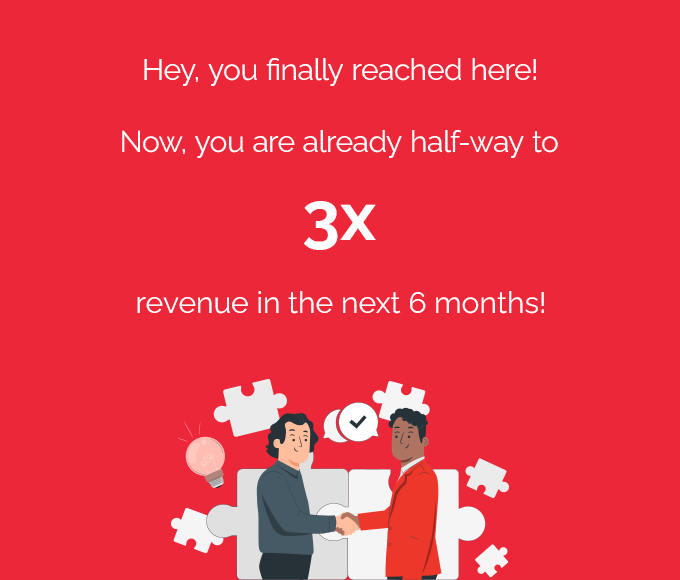 Hey, you finally reached here!
Now, you are already half-way to
3x
revenue in the next 6 months!